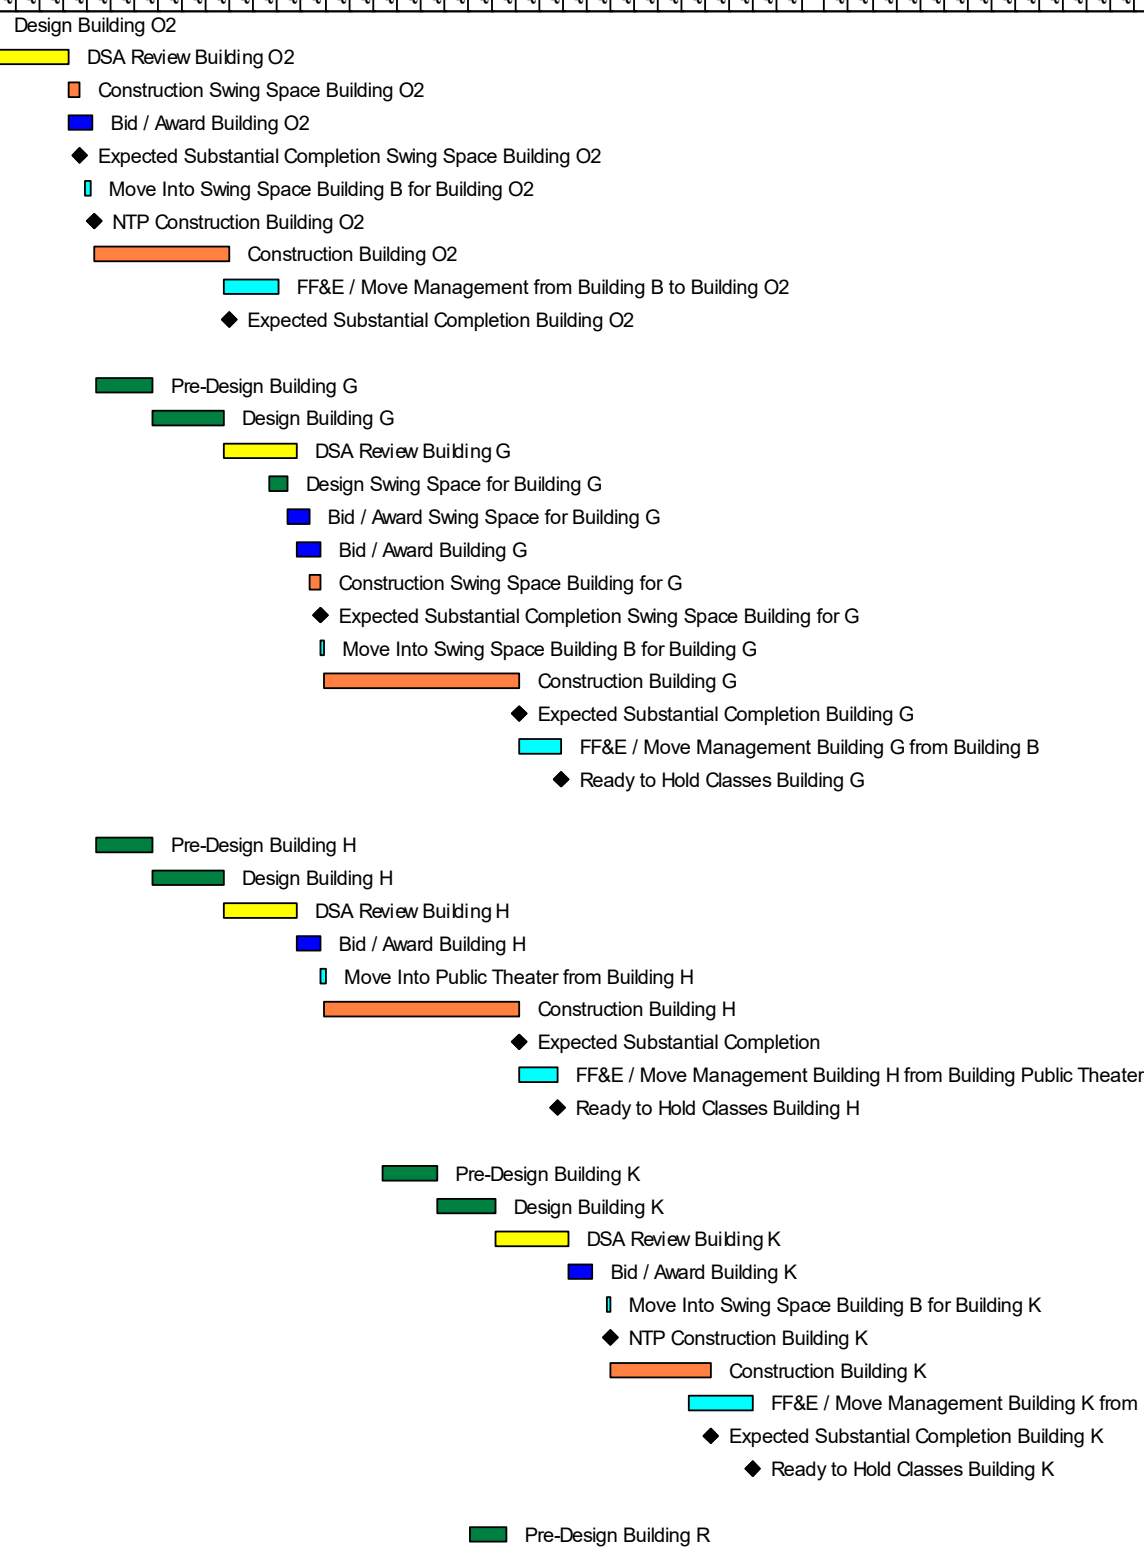 Design Building O2
DSA Review Building O2
Construction Swing Space Building O2
Bid / Award Building O2
Expected Substantial Completion Swing Space Building O2
Move Into Swing Space Building B for Building O2
NTP Construction Building O2
Construction Building O2
FF&E / Move Management from Building B to Building O2
Expected Substantial Completion Building O2
Pre-Design Building G
Design Building G
DSA Review Building G
Design Swing Space for Building G
Bid / Award Swing Space for Building G
Bid / Award Building G
Construction Swing Space Building for G
Expected Substantial Completion Swing Space Building for G
Move Into Swing Space Building B for Building G
Construction Building G
Expected Substantial Completion Building G
FF&E / Move Management Building G from Building B
Ready to Hold Classes Building G
Pre-Design Building H
Design Building H
DSA Review Building H
Bid / Award Building H
Move Into Public Theater from Building H
Construction Building H
Expected Substantial Completion
FF&E / Move Management Building H from Building Public Theater
Ready to Hold Classes Building H
Pre-Design Building K
Design Building K
DSA Review Building K
Bid / Award Building K
Move Into Swing Space Building B for Building K
NTP Construction Building K
Construction Building K
FF&E / Move Management Building K from
Expected Substantial Completion Building K
Ready to Hold Classes Building K
Pre-Design Building R